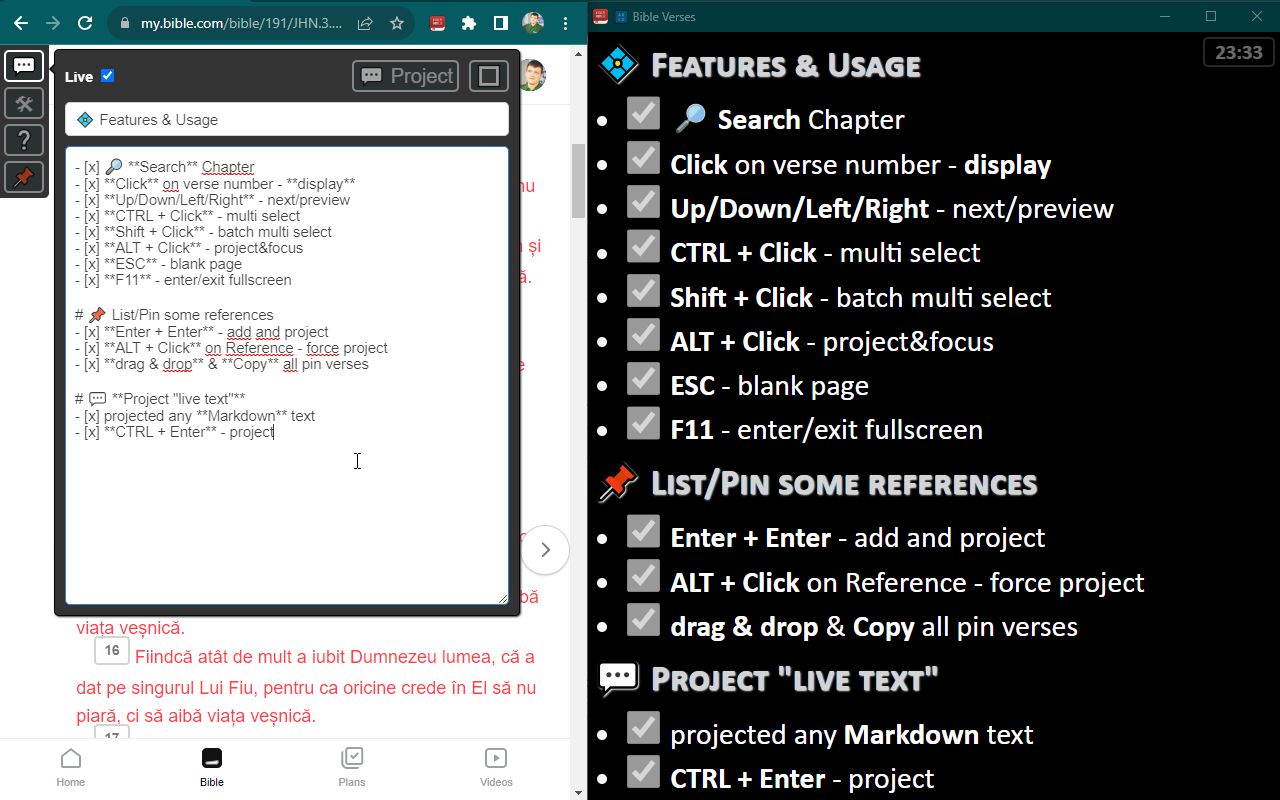 my.bible.com/bible/191/JHN.3....
Live
Project
Features & Usage
- [x] 🔎 **Search** Chapter
- [x] **Click** on verse number - **display**
- [x] **Up/Down/Left/Right** - next/preview
- [x] **CTRL + Click** - multi select
- [x] **Shift + Click** - batch multi select
- [x] **ALT + Click** - project&focus
- [x] **ESC** - blank page
- [x] **F11** - enter/exit fullscreen
# 📌 List/Pin some references
- [x] **Enter + Enter** - add and project
- [x] **ALT + Click** on Reference - force project
- [x] **drag & drop** & **Copy** all pin verses
# 💬 **Project "live text"**
- [x] projected any **Markdown** text
- [x] **CTRL + Enter** - project
nu
și
ă.
e
bă
viața veșnică.
16 Fiindcă atât de mult a iubit Dumnezeu lumea, că a
dat pe singurul Lui Fiu, pentru ca oricine crede în El să nu
piară, ci să aibă viața veșnică.
17
Home
Bible
Plans
Videos
Bible Verses
23:33
Features & Usage
🔎 Search Chapter
Click on verse number - display
Up/Down/Left/Right - next/preview
CTRL + Click - multi select
Shift + Click - batch multi select
ALT + Click - project&focus
ESC - blank page
F11 - enter/exit fullscreen
List/Pin some references
Enter + Enter - add and project
ALT + Click on Reference - force project
drag & drop & Copy all pin verses
Project "live text"
projected any Markdown text
CTRL + Enter - project